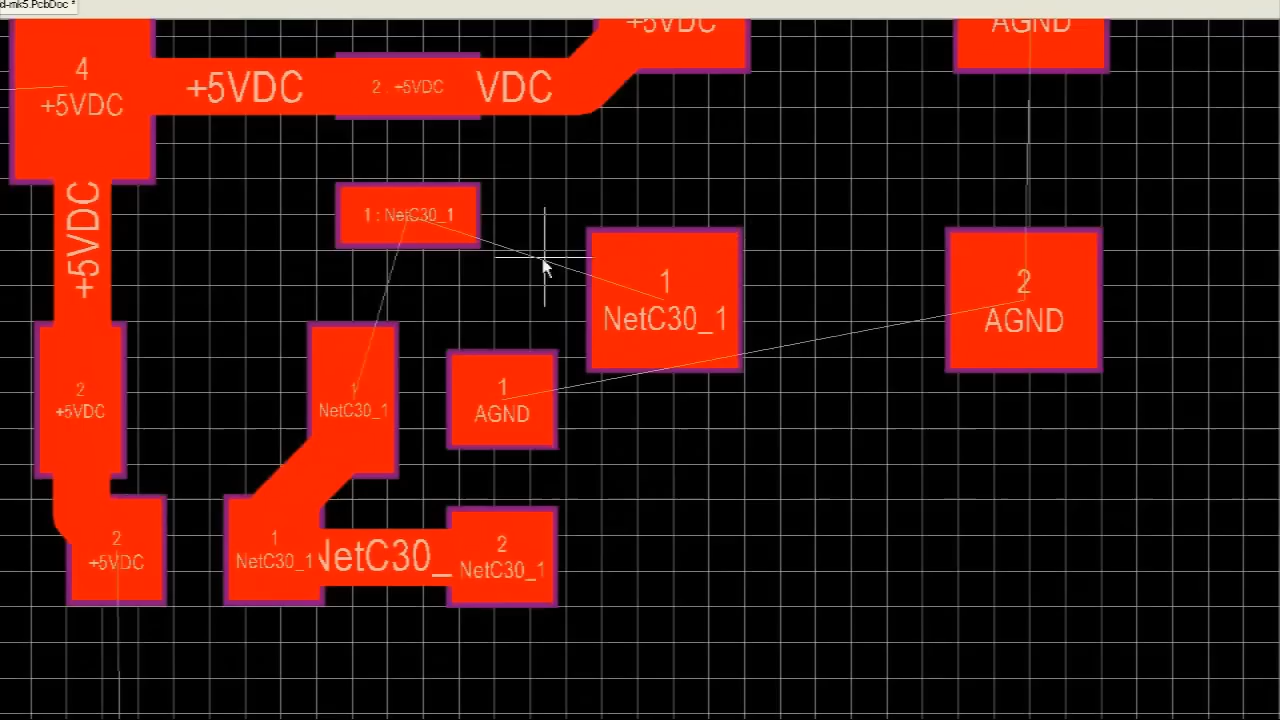 d-mk5.PcbDoc *
+5VDC
AGND
4
+5VDC
+5VDC
2 +5VDC
VDC
+5VDC
1 : NetC30_1
1
NetC30_1
2
AGND
2
+5VDC
1
NetC30_1
1
AGND
2
+5VDC
1
NetC30_1
NetC30_
2
NetC30_1